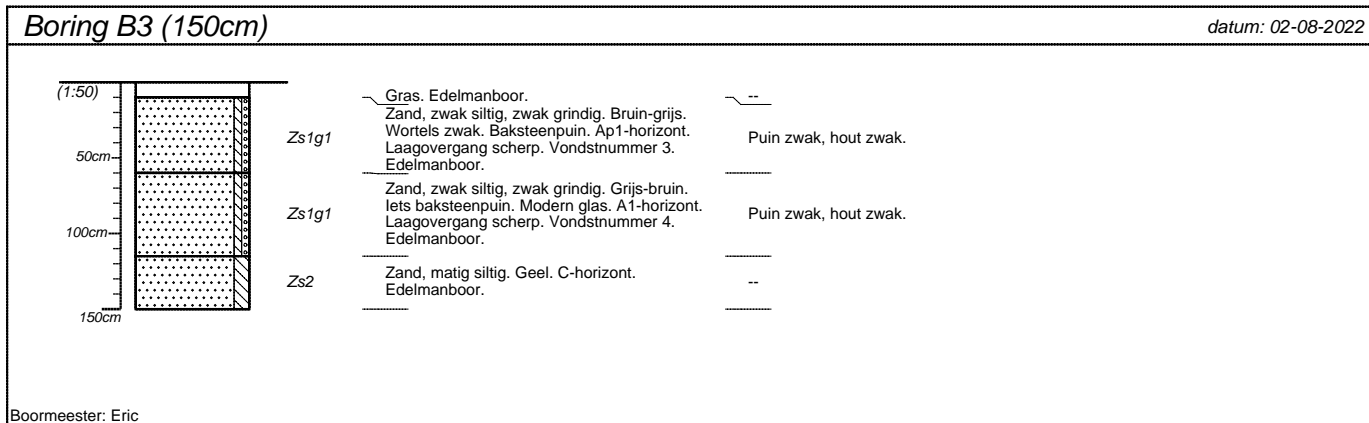 Boring B3 (150cm)
datum: 02-08-2022
(1:50)
Gras. Edelmanboor.
--
Zs1g1
Zand, zwak siltig, zwak grindig. Bruin-grijs.
Wortels zwak. Baksteenpuin. Ap1-horizont.
Laagovergang scherp. Vondstnummer 3.
Edelmanboor.
Puin zwak, hout zwak.
50cm
Zs1g1
Zand, zwak siltig, zwak grindig. Grijs-bruin.
Iets baksteenpuin. Modern glas. A1-horizont.
Laagovergang scherp. Vondstnummer 4.
Edelmanboor.
Puin zwak, hout zwak.
100cm
Zs2
Zand, matig siltig. Geel. C-horizont.
Edelmanboor.
--
150cm
Boormeester: Eric